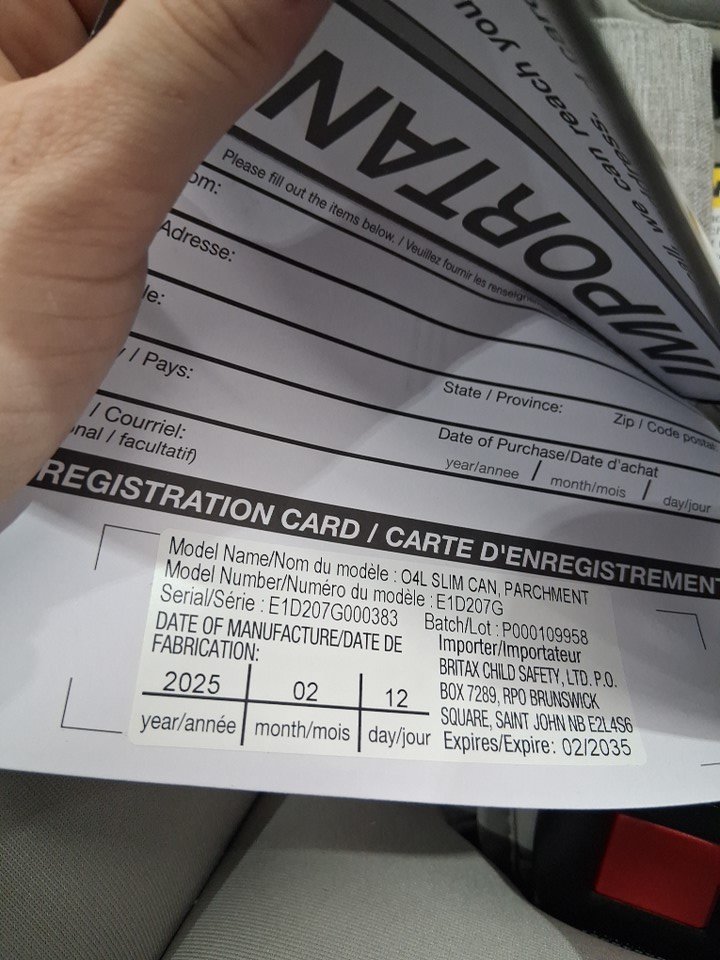 IMPORTAN
reach you
we can
Please fill out the items below. / Veuillez fournir les
om:
Adresse:
le:
/ Pays:
State / Province:
Zip / Code postal
/ Courriel:
nal / facultatif)
Date of Purchase/Date d'achat
year/annee / month/mois / day/jour
REGISTRATION CARD / CARTE D'ENREGISTREMEN
Model Name/Nom du modèle : O4L SLIM CAN, PARCHMENT
Model Number/Numéro du modèle : E1D207G
Serial/Série : E1D207G000383 Batch/Lot : P000109958
DATE OF MANUFACTURE/DATE DE
FABRICATION:
2025 02 12
year/année month/mois day/jour
Importer/Importateur
BRITAX CHILD SAFETY, LTD. P.O.
BOX 7289, RPO BRUNSWICK
SQUARE, SAINT JOHN NB E2L4S6
Expires/Expire: 02/2035